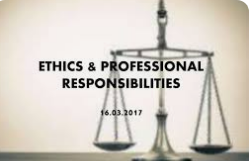 ETHICS & PROFESSIONAL
RESPONSIBILITIES
16.03.2017